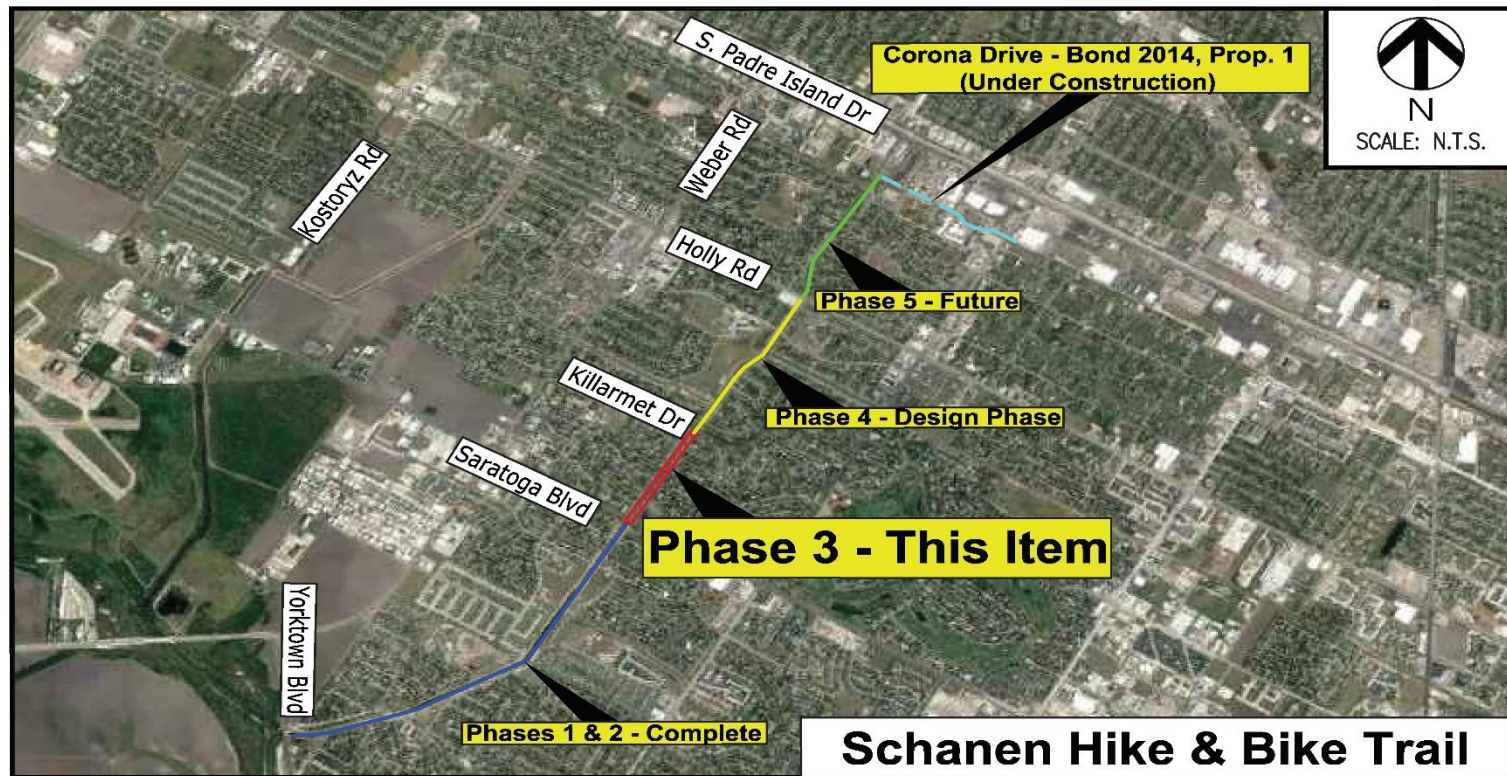 S. Padre Island Dr
Corona Drive - Bond 2014, Prop. 1
(Under Construction)
N
SCALE: N.T.S.
Weber Rd
Kostoryz Rd
Holly Rd
Phase 5 - Future
Killarmet Dr
Phase 4 - Design Phase
Saratoga Blvd
Phase 3 - This Item
Yorktown Blvd
Phases 1 & 2 - Complete
Schanen Hike & Bike Trail